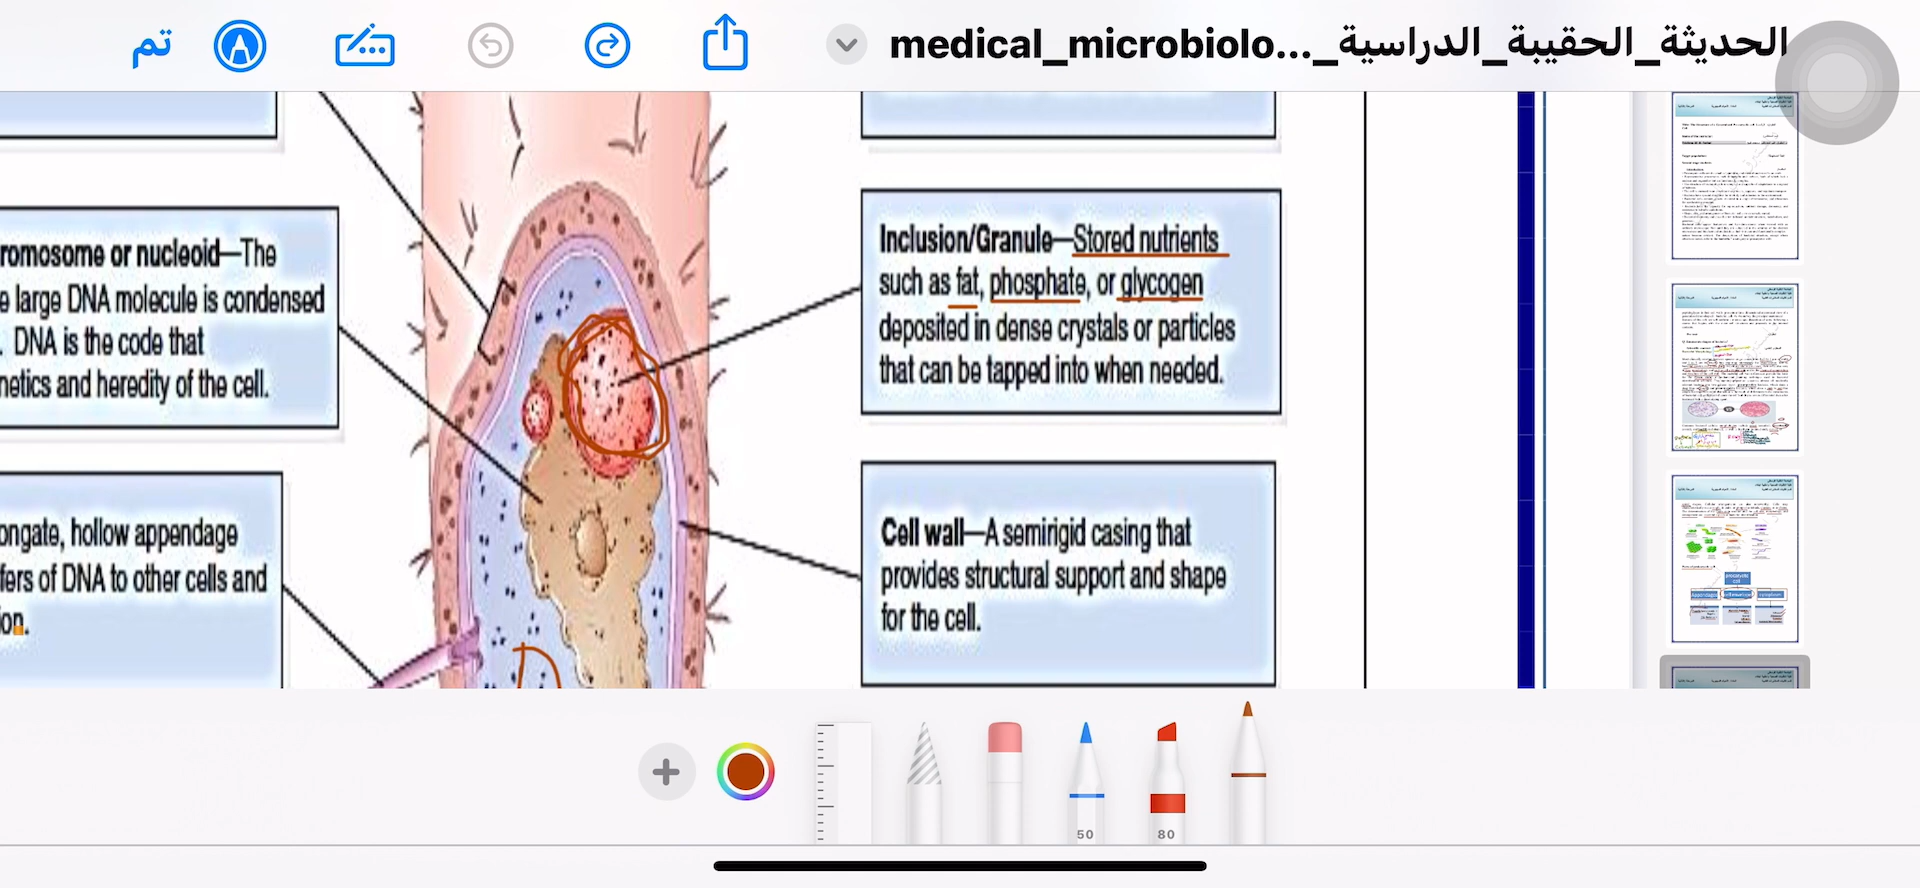 تم
medical_microbiolo..._الحديثة_الحقيبة_الدراسية
romosome or nucleoid—The
e large DNA molecule is condensed
. DNA is the code that
netics and heredity of the cell.
ongate, hollow appendage
fers of DNA to other cells and
on.
Inclusion/Granule—Stored nutrients
such as fat, phosphate, or glycogen
deposited in dense crystals or particles
that can be tapped into when needed.
Cell wall—A semirigid casing that
provides structural support and shape
for the cell.
50
80